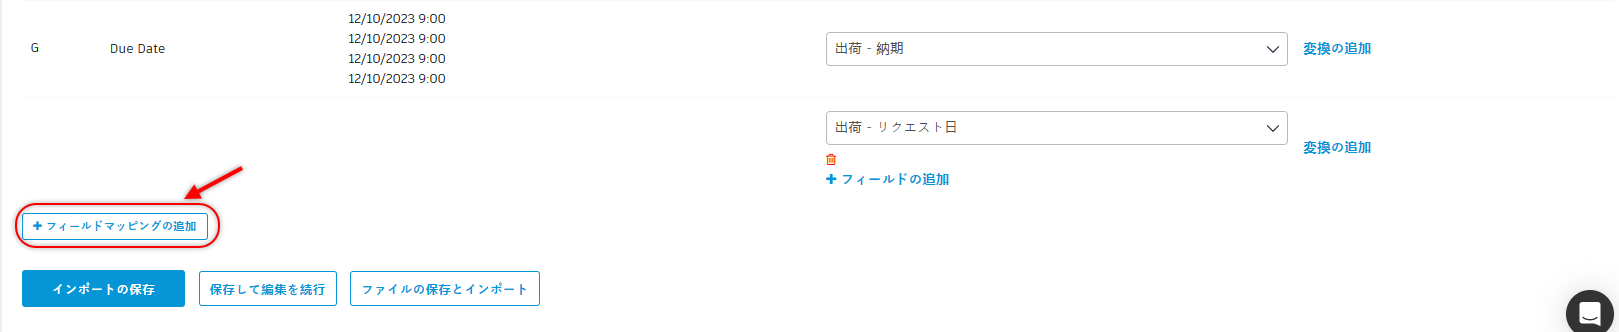 12/10/2023 9:00
12/10/2023 9:00
G Due Date 出荷 - 納期 変換の追加
12/10/2023 9:00
12/10/2023 9:00
出荷 - リクエスト日
変換の追加
+ フィールドの追加
+ フィールドマッピングの追加
インポートの保存 保存して編集を続行 ファイルの保存とインポート